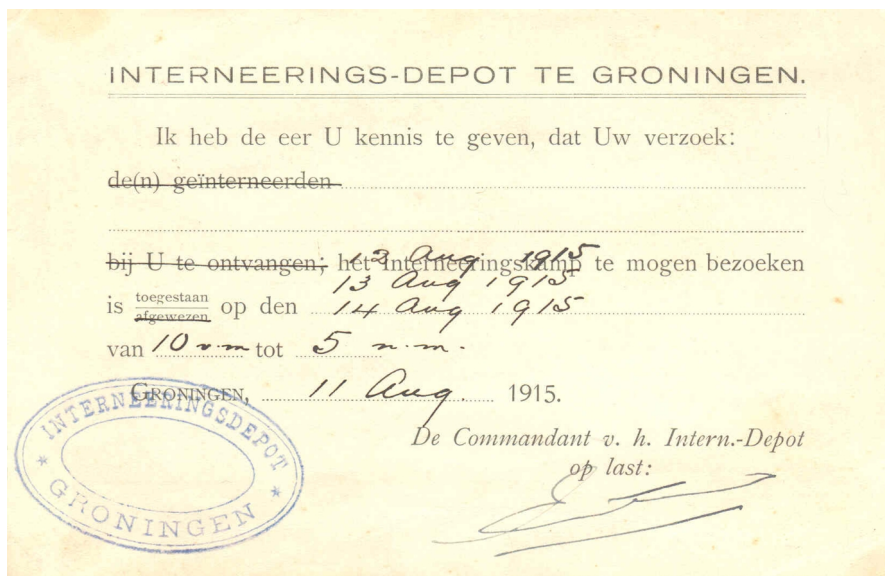 INTERNEERINGS-DEPOT TE GRONINGEN.
Ik heb de eer U kennis te geven, dat Uw verzoek:
de(n) geïnterneerden
12 Aug 1915
bij U te ontvangen; het Interneeringskamp te mogen bezoeken
13 Aug 1915
toegestaan
is afgewezen op den 14 Aug 1915
van 10 v.m tot 5 n.m.
GRONINGEN, 11 Aug. 1915.
De Commandant v. h. Intern.-Depot
op last:
INTERNEERINGSDEPOT
* GRONINGEN *